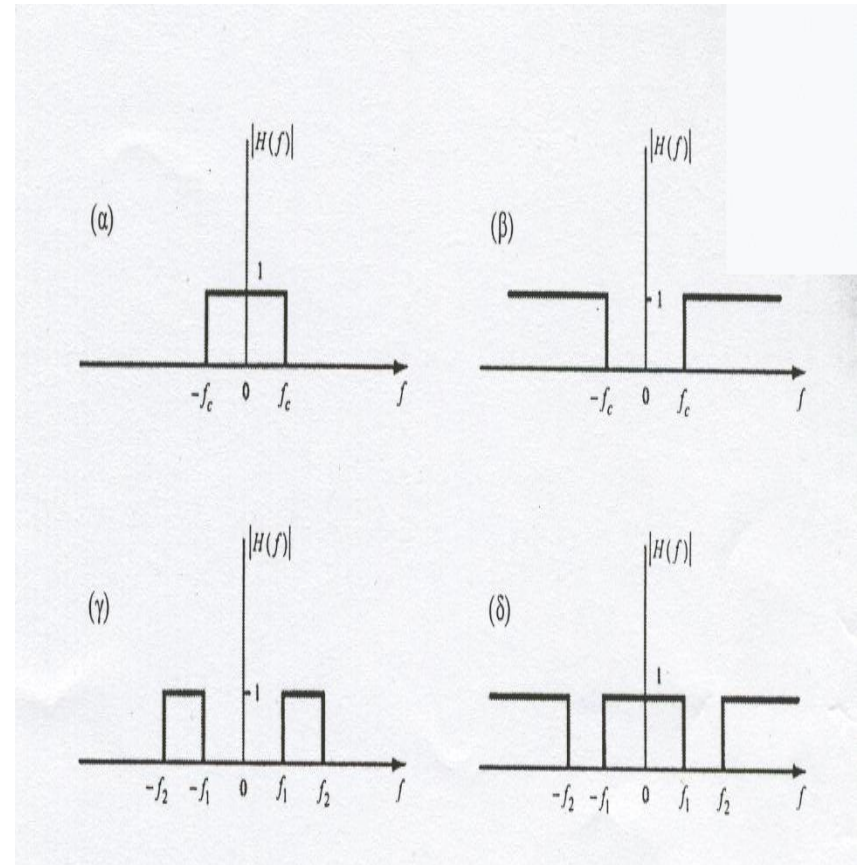 |H(f)|
|H(f)|
(α)
(β)
1
1
-f_c 0 f_c f
-f_c 0 f_c f
|H(f)|
|H(f)|
(γ)
(δ)
1
1
-f_2 -f_1 0 f_1 f_2 f
-f_2 -f_1 0 f_1 f_2 f